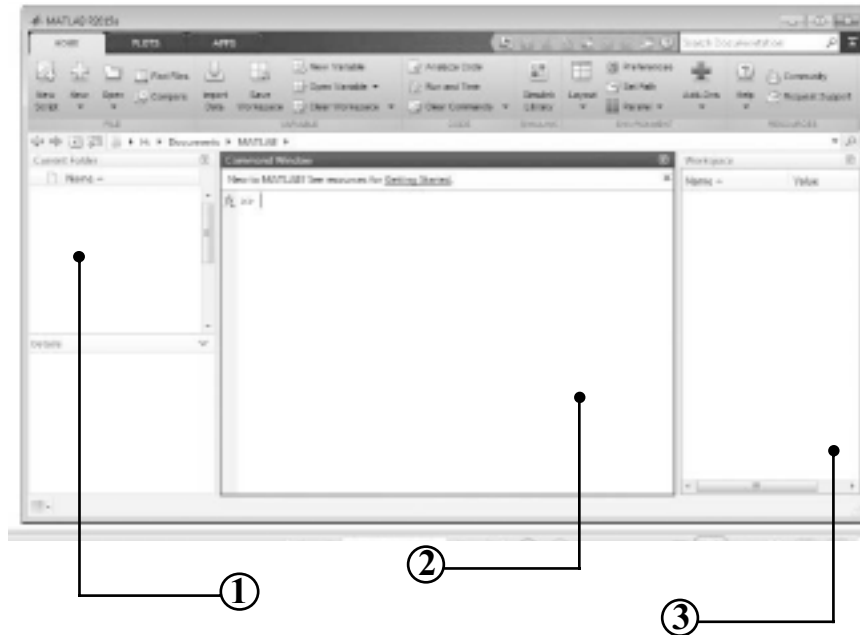 MATLAB R2015a
HOME PLOTS APPS
Search Documentation
New Script New Open Find Files Compare Import Data Save Workspace New Variable Open Variable Clear Workspace Analyze Code Run and Time Clear Commands Simulink Library Layout Preferences Set Path Parallel Add-Ons Help Community Request Support
FILE VARIABLE CODE SIMULINK ENVIRONMENT RESOURCES
Documents MATLAB
Current Folder Command Window Workspace
Name New to MATLAB? See resources for Getting Started. Name Value
fx >>
Details
1
2
3